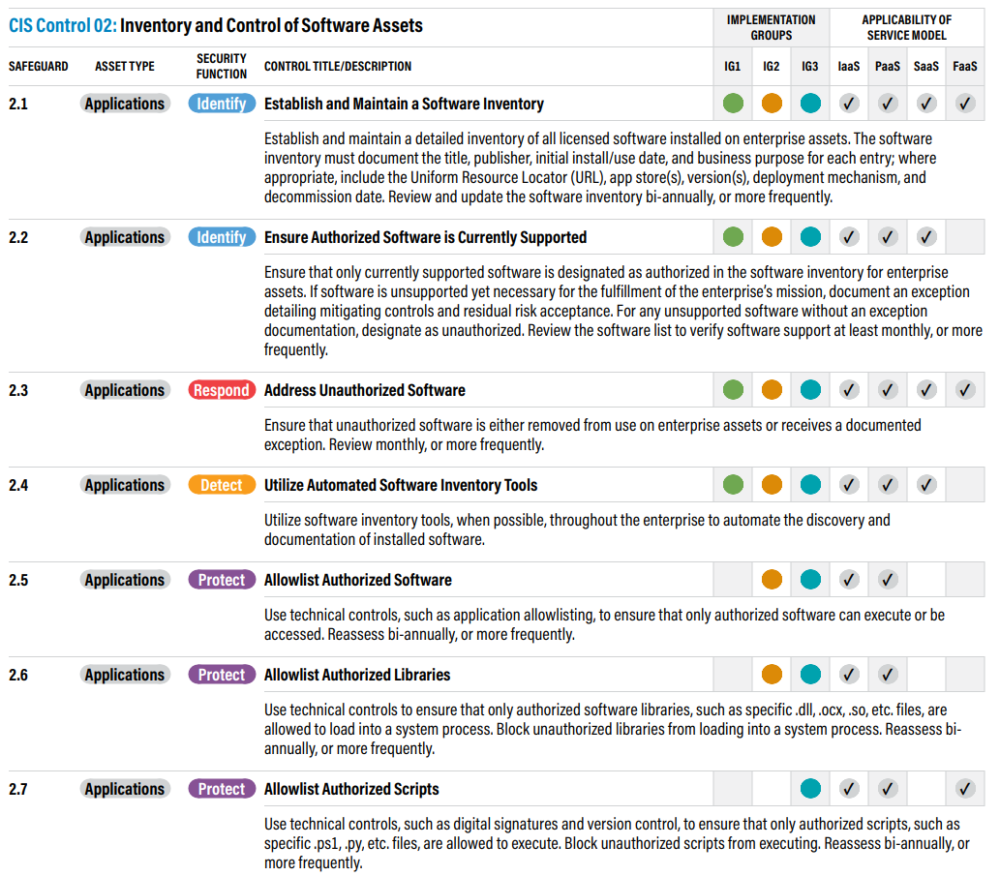 CIS Control 02: Inventory and Control of Software Assets
IMPLEMENTATION GROUPS
APPLICABILITY OF SERVICE MODEL
SAFEGUARD ASSET TYPE SECURITY FUNCTION CONTROL TITLE/DESCRIPTION IG1 IG2 IG3 IaaS PaaS SaaS FaaS
2.1 Applications Identify Establish and Maintain a Software Inventory ✓ ✓ ✓ ✓
Establish and maintain a detailed inventory of all licensed software installed on enterprise assets. The software
inventory must document the title, publisher, initial install/use date, and business purpose for each entry; where
appropriate, include the Uniform Resource Locator (URL), app store(s), version(s), deployment mechanism, and
decommission date. Review and update the software inventory bi-annually, or more frequently.
2.2 Applications Identify Ensure Authorized Software is Currently Supported ✓ ✓ ✓
Ensure that only currently supported software is designated as authorized in the software inventory for enterprise
assets. If software is unsupported yet necessary for the fulfillment of the enterprise's mission, document an exception
detailing mitigating controls and residual risk acceptance. For any unsupported software without an exception
documentation, designate as unauthorized. Review the software list to verify software support at least monthly, or more
frequently.
2.3 Applications Respond Address Unauthorized Software ✓ ✓ ✓ ✓
Ensure that unauthorized software is either removed from use on enterprise assets or receives a documented
exception. Review monthly, or more frequently.
2.4 Applications Detect Utilize Automated Software Inventory Tools ✓ ✓ ✓
Utilize software inventory tools, when possible, throughout the enterprise to automate the discovery and
documentation of installed software.
2.5 Applications Protect Allowlist Authorized Software ✓ ✓
Use technical controls, such as application allowlisting, to ensure that only authorized software can execute or be
accessed. Reassess bi-annually, or more frequently.
2.6 Applications Protect Allowlist Authorized Libraries ✓ ✓
Use technical controls to ensure that only authorized software libraries, such as specific .dll, .ocx, .so, etc. files, are
allowed to load into a system process. Block unauthorized libraries from loading into a system process. Reassess bi-
annually, or more frequently.
2.7 Applications Protect Allowlist Authorized Scripts ✓ ✓ ✓
Use technical controls, such as digital signatures and version control, to ensure that only authorized scripts, such as
specific .ps1, .py, etc. files, are allowed to execute. Block unauthorized scripts from executing. Reassess bi-annually, or
more frequently.